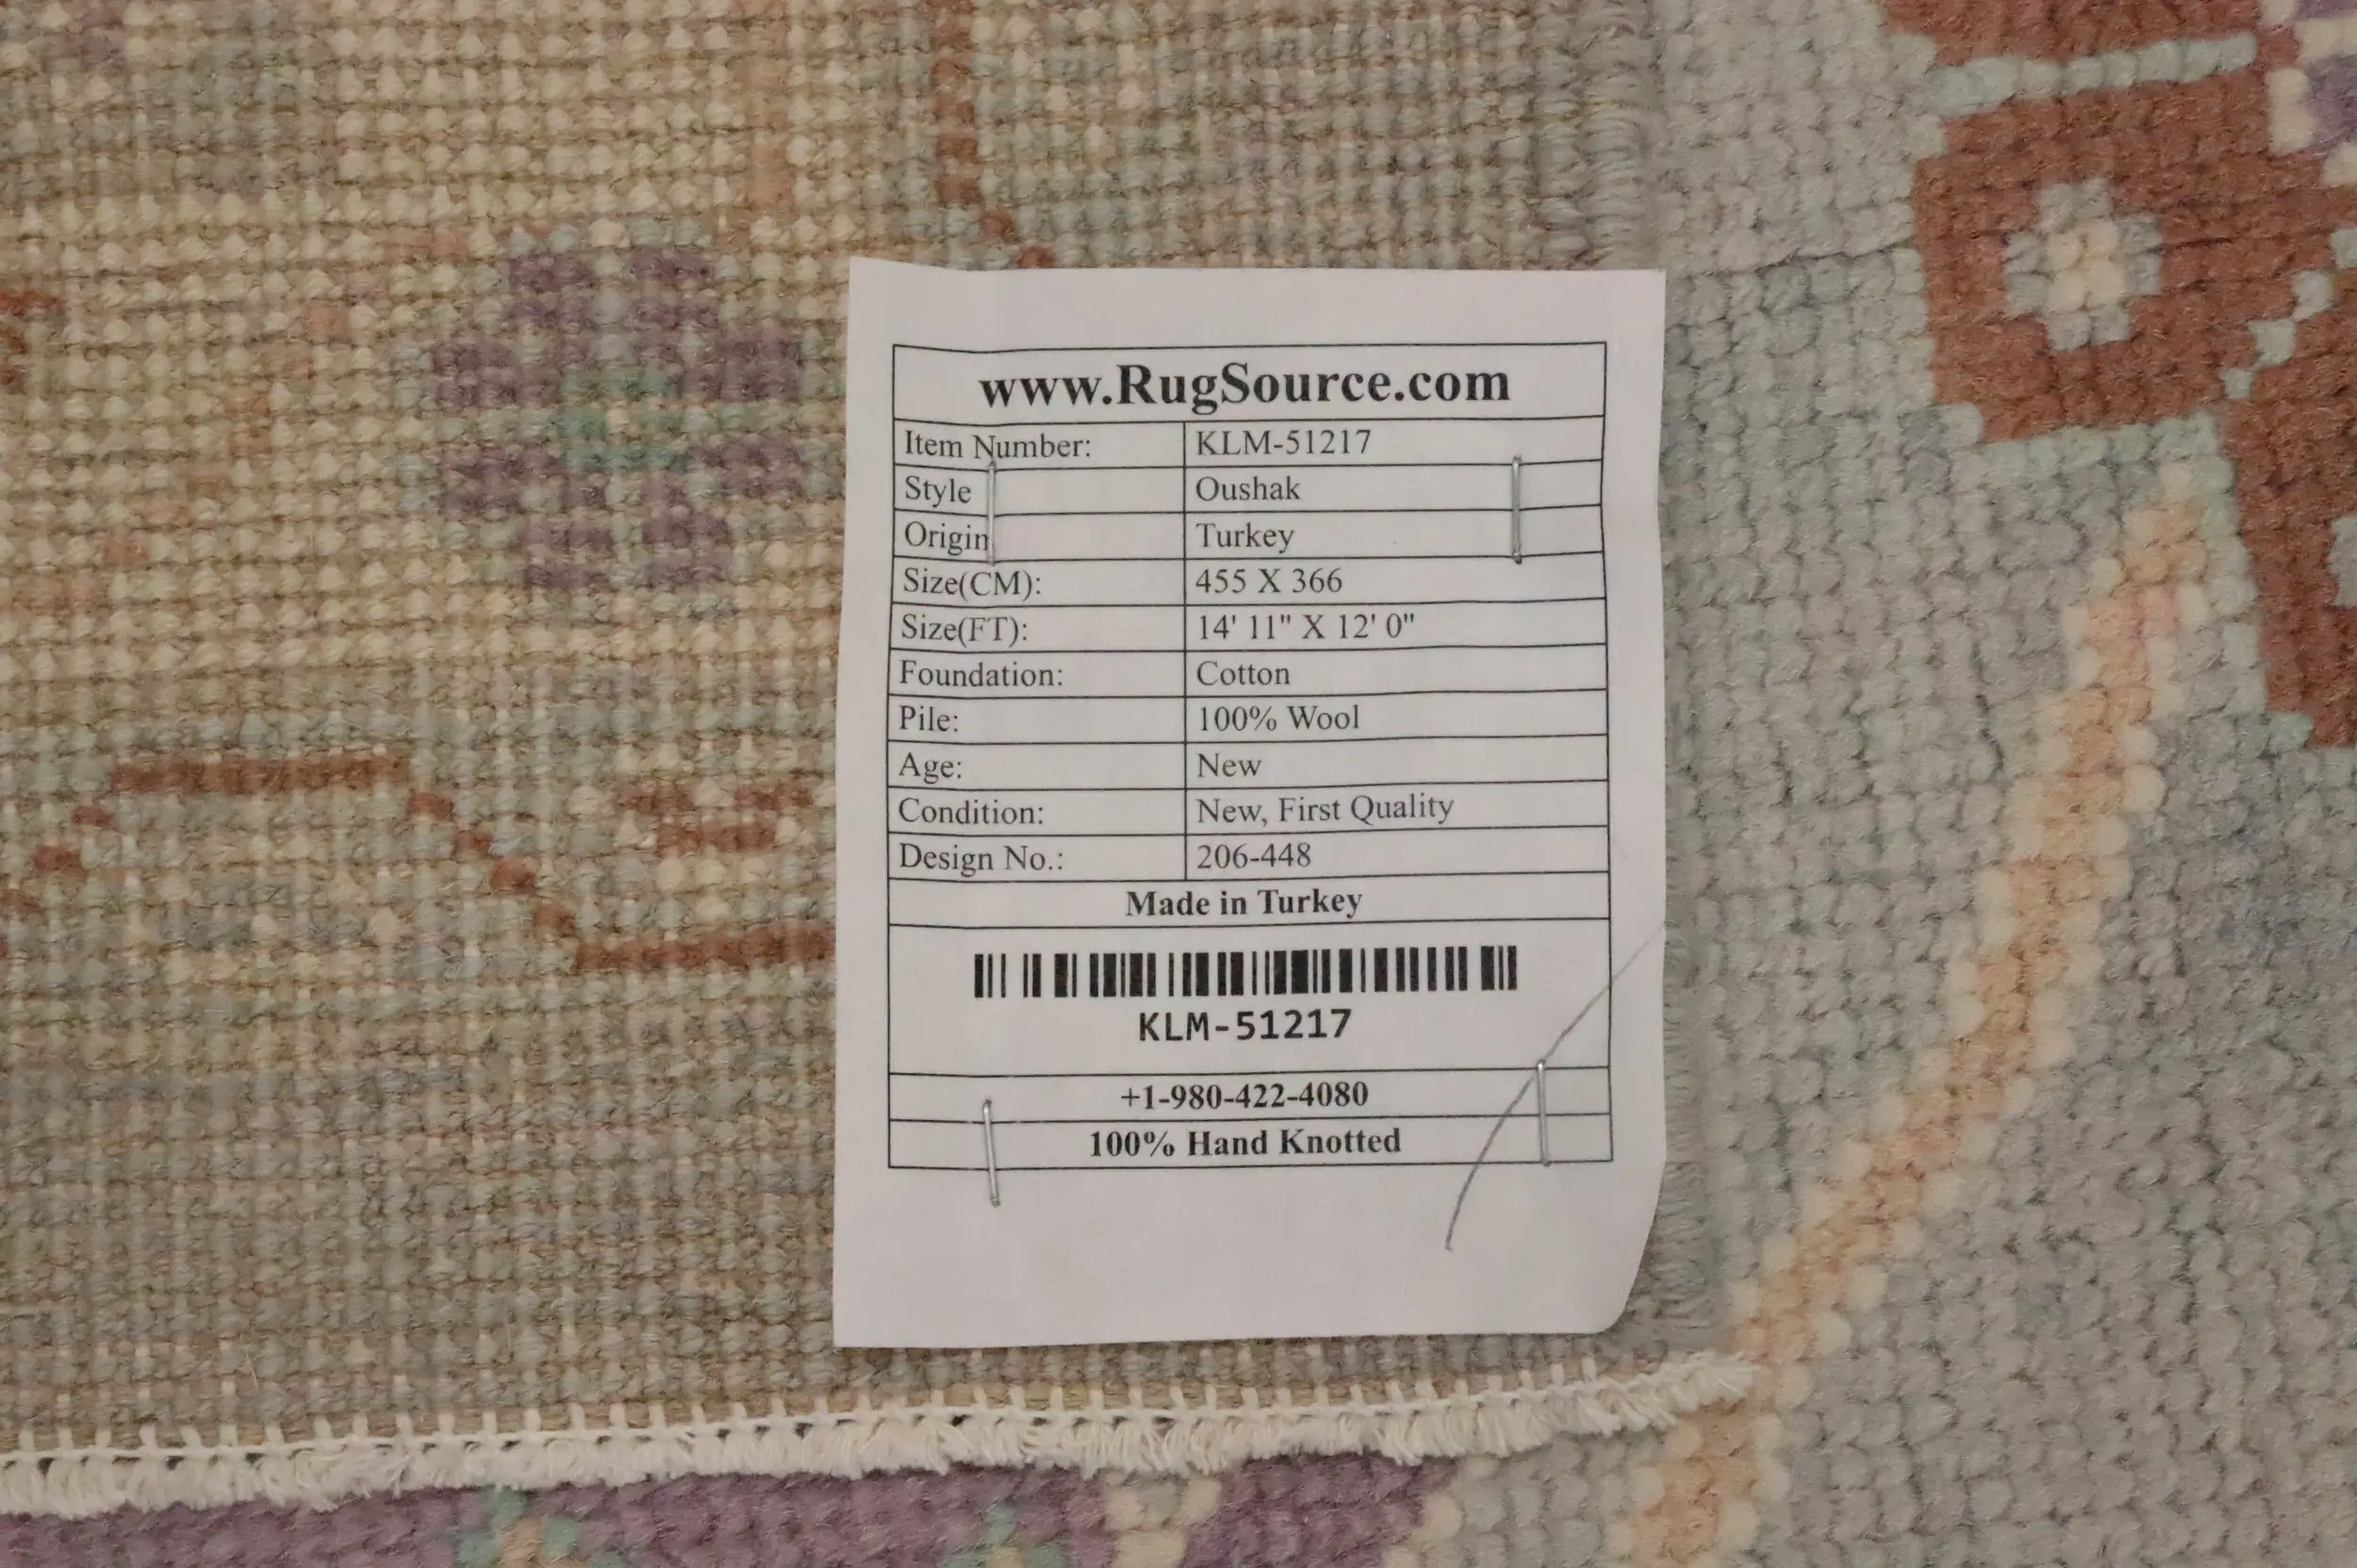 www.RugSource.com
Item Number: KLM-51217
Style Oushak
Origin Turkey
Size(CM): 455 X 366
Size(FT): 14' 11" X 12' 0"
Foundation: Cotton
Pile: 100% Wool
Age: New
Condition: New, First Quality
Design No.: 206-448
Made in Turkey
KLM-51217
+1-980-422-4080
100% Hand Knotted